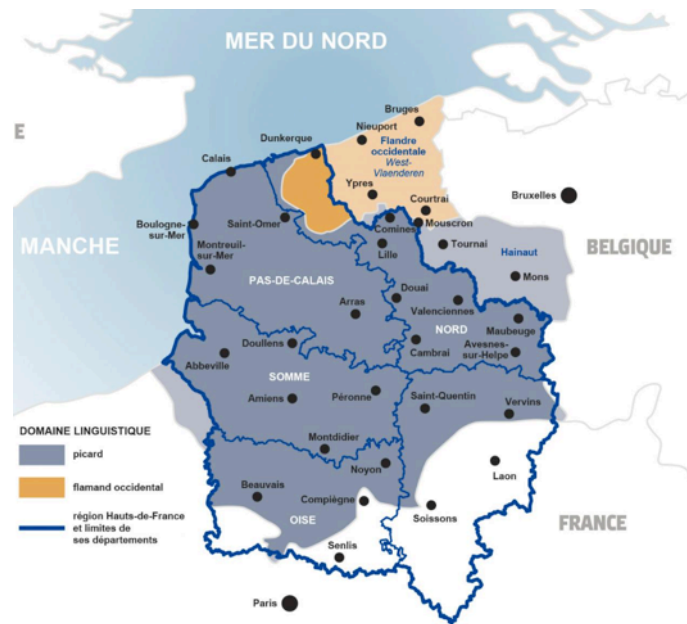 MER DU NORD
Bruges
Nieuport
Dunkerque
Flandre
occidentale
West-
Vlaenderen
E
Calais
Ypres
Bruxelles
Courtrai
Saint-Omer
Boulogne-
sur-Mer
Comines
Mouscron
MANCHE
Montreuil-
sur-Mer
Lille
Tournai
Hainaut
BELGIQUE
Mons
PAS-DE-CALAIS
Douai
Arras
Valenciennes
NORD
Maubeuge
Doullens
Cambrai
Avesnes-
sur-Helpe
Abbeville
SOMME
Amiens
Péronne
Saint-Quentin
Vervins
DOMAINE LINGUISTIQUE
picard
flamand occidental
région Hauts-de-France
et limites de
ses départements
Montdidier
Noyon
Laon
Beauvais
Compiègne
Soissons
OISE
FRANCE
Senlis
Paris